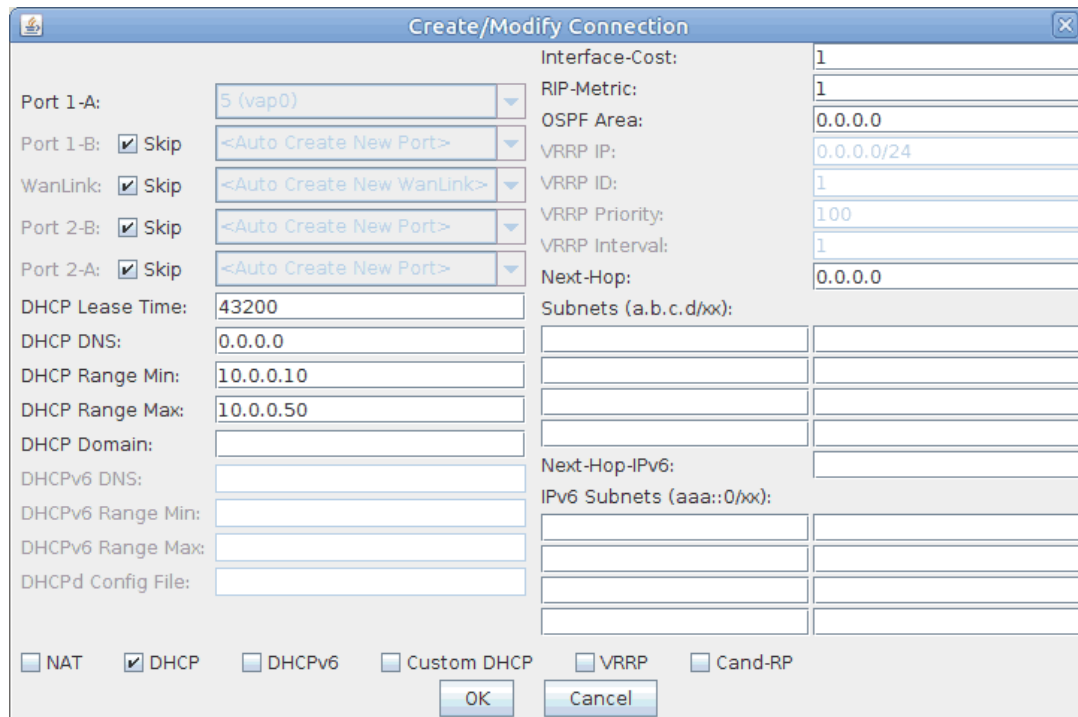 Create/Modify Connection
Port 1-A: 5 (vap0)
Port 1-B: Skip <Auto Create New Port>
WanLink: Skip <Auto Create New WanLink>
Port 2-B: Skip <Auto Create New Port>
Port 2-A: Skip <Auto Create New Port>
DHCP Lease Time: 43200
DHCP DNS: 0.0.0.0
DHCP Range Min: 10.0.0.10
DHCP Range Max: 10.0.0.50
DHCP Domain:
DHCPv6 DNS:
DHCPv6 Range Min:
DHCPv6 Range Max:
DHCPd Config File:
Interface-Cost: 1
RIP-Metric: 1
OSPF Area: 0.0.0.0
VRRP IP: 0.0.0.0/24
VRRP ID: 1
VRRP Priority: 100
VRRP Interval: 1
Next-Hop: 0.0.0.0
Subnets (a.b.c.d/xx):
Next-Hop-IPv6:
IPv6 Subnets (aaa::0/xx):
NAT DHCP DHCPv6 Custom DHCP VRRP Cand-RP
OK Cancel